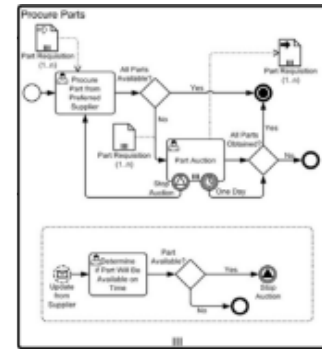 Procure Parts
Part Requisition
(1..n)
All Parts
Available?
Procure
Part from
Preferred
Supplier
Yes
No
Part Requisition
(1..n)
Part Requisition
(1..n)
Part Auction
All Parts
Obtained?
Yes
No
Stop
Auction
One Day
Update
from
Supplier
Determine
if Part Will Be
Available on
Time
Part
Available?
Yes
No
Stop
Auction